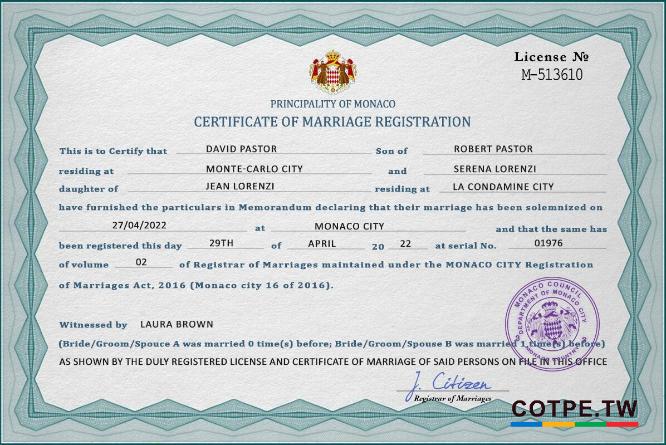 License №
M-513610
PRINCIPALITY OF MONACO
CERTIFICATE OF MARRIAGE REGISTRATION
This is to Certify that DAVID PASTOR Son of ROBERT PASTOR
residing at MONTE-CARLO CITY and SERENA LORENZI
daughter of JEAN LORENZI residing at LA CONDAMINE CITY
have furnished the particulars in Memorandum declaring that their marriage has been solemnized on
27/04/2022 at MONACO CITY and that the same has
been registered this day 29TH of APRIL 20 22 at serial No. 01976
of volume 02 of Registrar of Marriages maintained under the MONACO CITY Registration
of Marriages Act, 2016 (Monaco city 16 of 2016).
MONACO COUNCIL
DEPARTMENT OF MONACO CITY
Witnessed by LAURA BROWN
(Bride/Groom/Spouce A was married 0 time(s) before; Bride/Groom/Spouse B was married 1 time(s) before)
AS SHOWN BY THE DULY REGISTERED LICENSE AND CERTIFICATE OF MARRIAGE OF SAID PERSONS ON FILE IN THIS OFFICE
J. Citizen
Registrar of Marriages
COTPE.TW